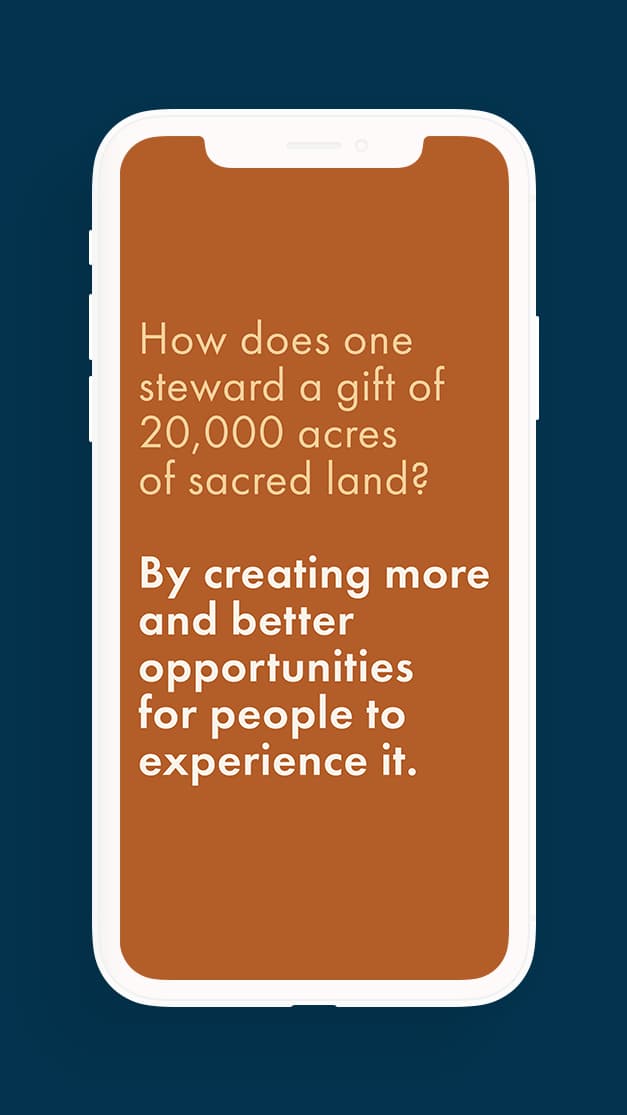 How does one
steward a gift of
20,000 acres
of sacred land?
By creating more
and better
opportunities
for people to
experience it.